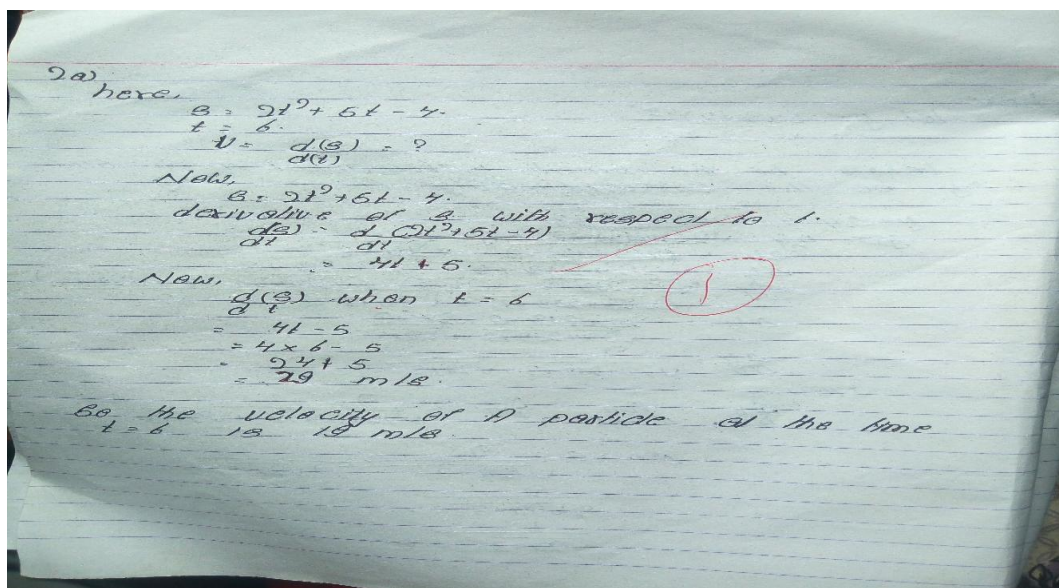 2a)
here,
s = 2t² + 5t - 4.
t = 6.
v = d(s)/d(t) = ?
Now,
s = 2t² + 5t - 4.
derivative of s with respect to t.
d(s)/dt = d (2t² + 5t - 4)/dt
= 4t + 5.
Now,
d(s)/d t when t = 6
= 4t - 5
= 4 × 6 - 5
= 24 + 5
= 29 m/s.
So the velocity of A particle at the time
t = 6 is 19 m/s.
1